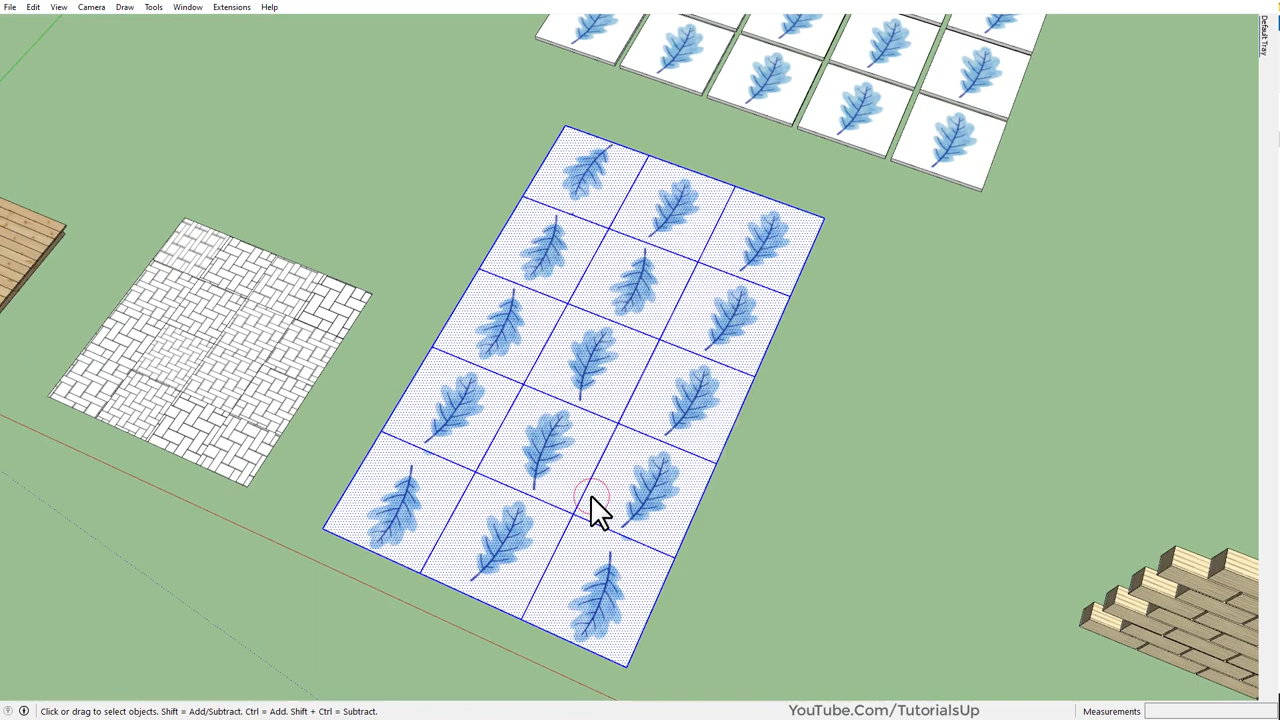 File Edit View Camera Draw Tools Window Extensions Help
Default Tray
Click or drag to select objects. Shift = Add/Subtract. Ctrl = Add. Shift + Ctrl = Subtract.
YouTube.Com/TutorialsUp
Measurements